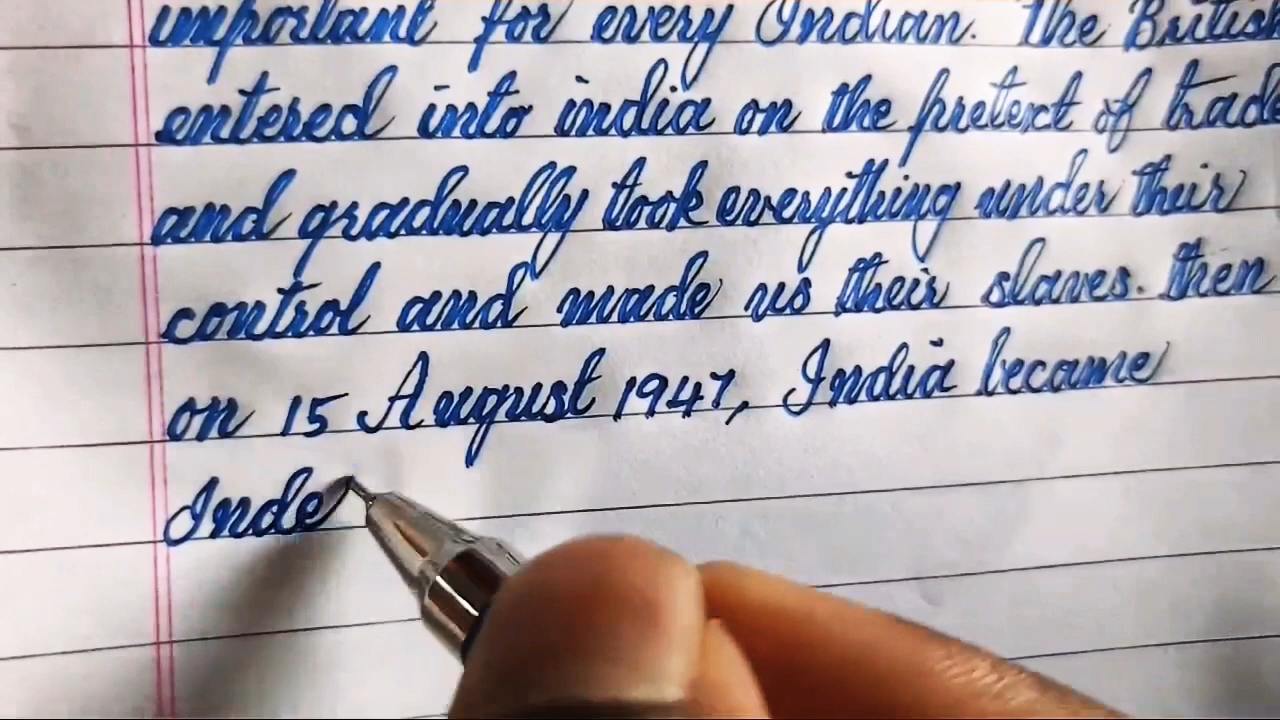 important for every Indian. The British
entered into india on the pretext of trade
and gradually took everything under their
control and made us their slaves. Then
on 15 August 1947, India became
Inde